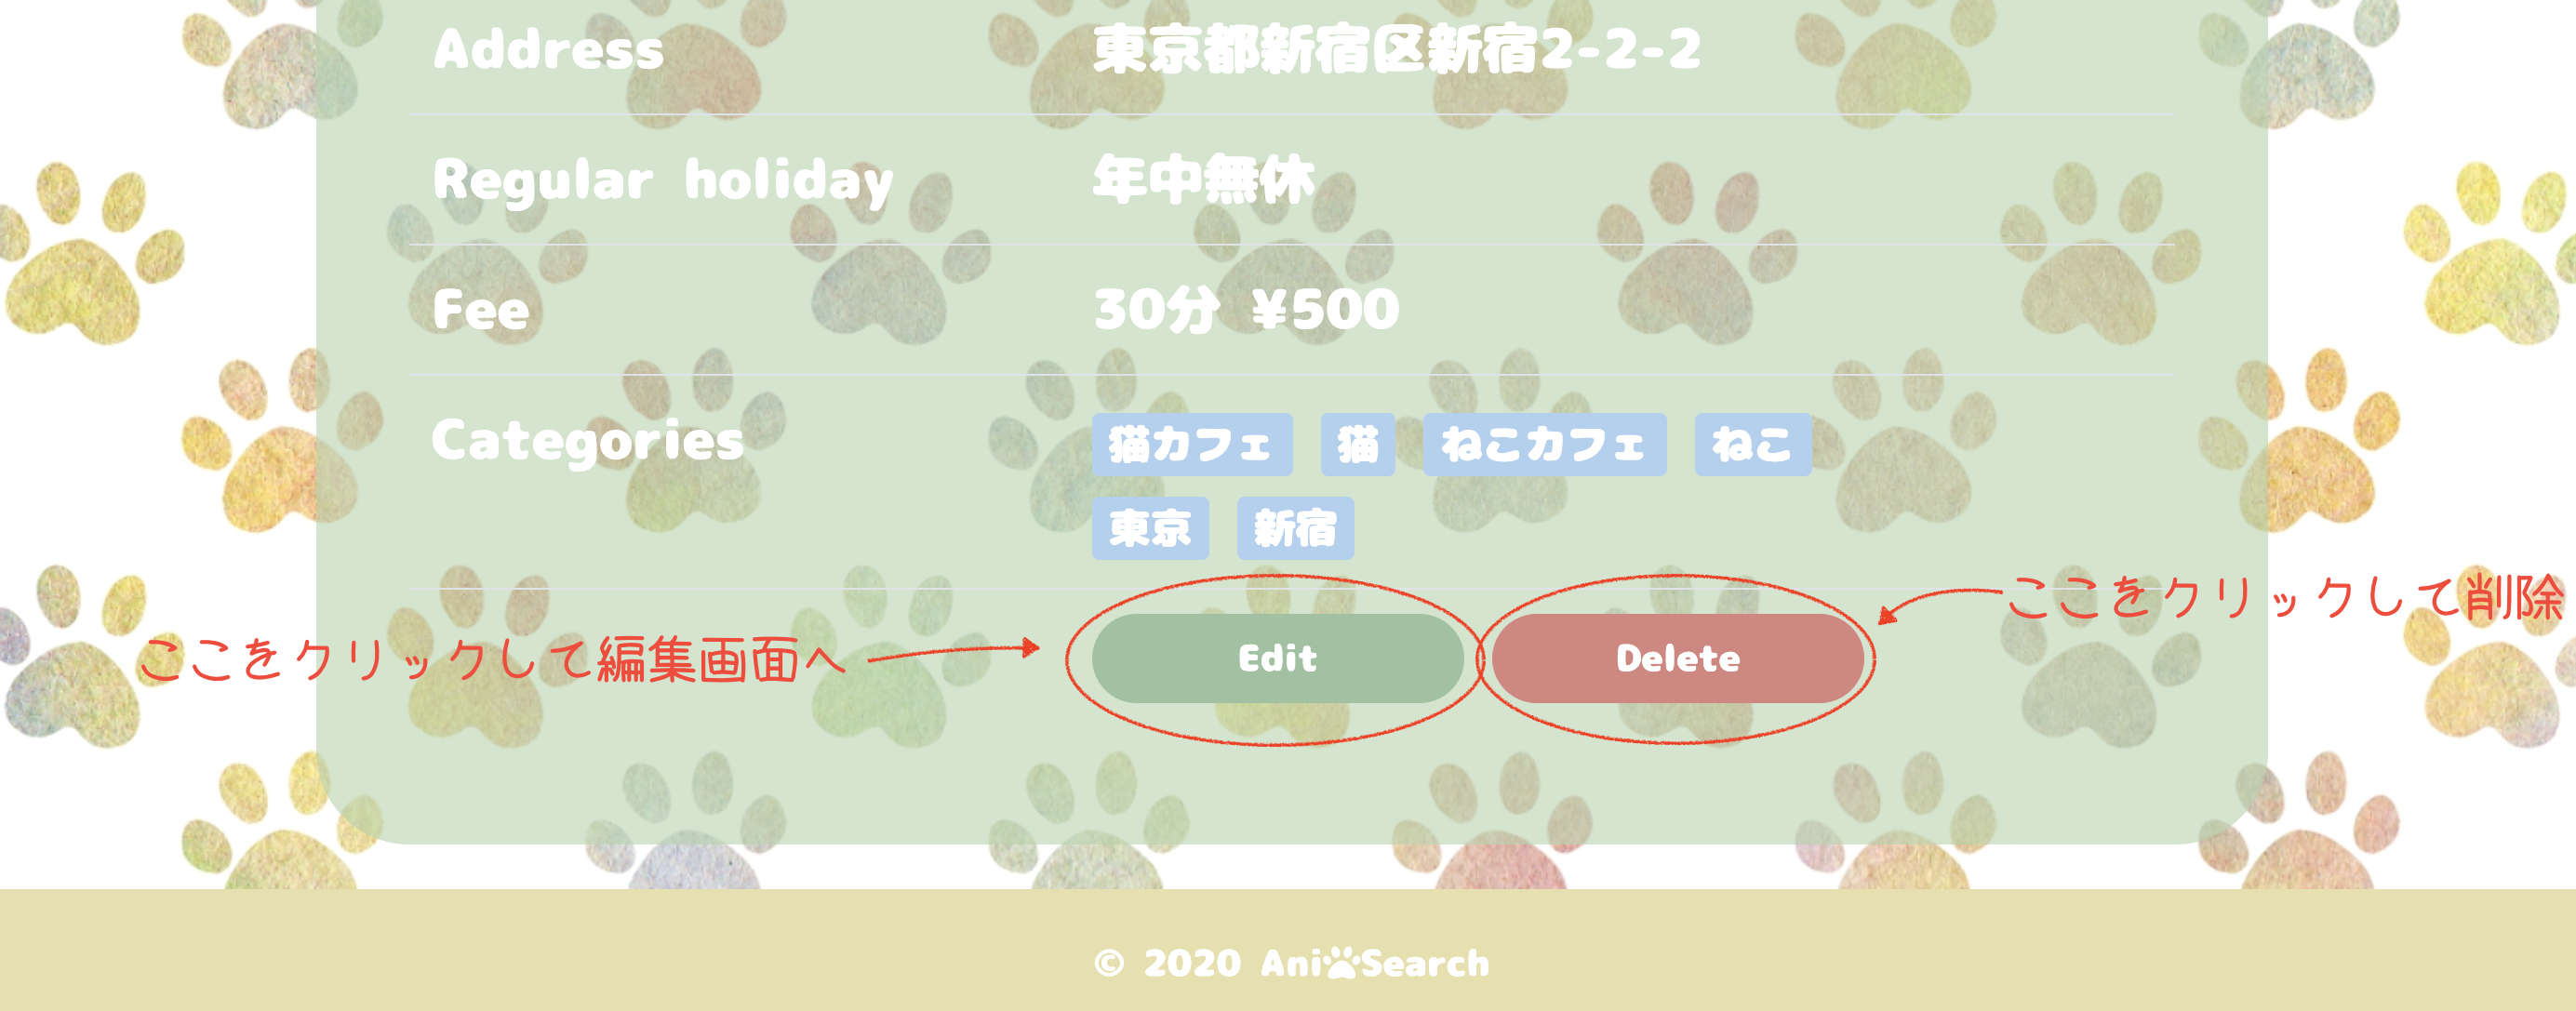 Address 東京都新宿区新宿2-2-2
Regular holiday 年中無休
Fee 30分 ¥500
Categories 猫カフェ 猫 ねこカフェ ねこ
東京 新宿
ここをクリックして削除
ここをクリックして編集画面へ Edit Delete
© 2020 Ani Search